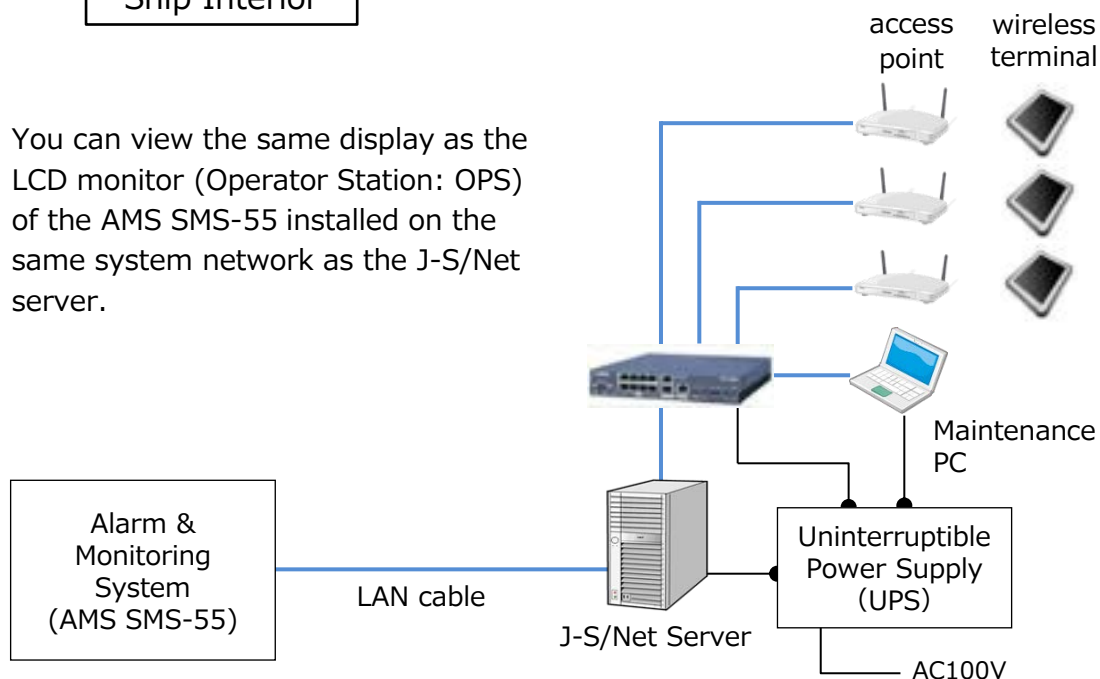 Ship Interior
access
point
wireless
terminal
You can view the same display as the
LCD monitor (Operator Station: OPS)
of the AMS SMS-55 installed on the
same system network as the J-S/Net
server.
Maintenance
PC
Alarm &
Monitoring
System
(AMS SMS-55)
LAN cable
J-S/Net Server
Uninterruptible
Power Supply
(UPS)
AC100V